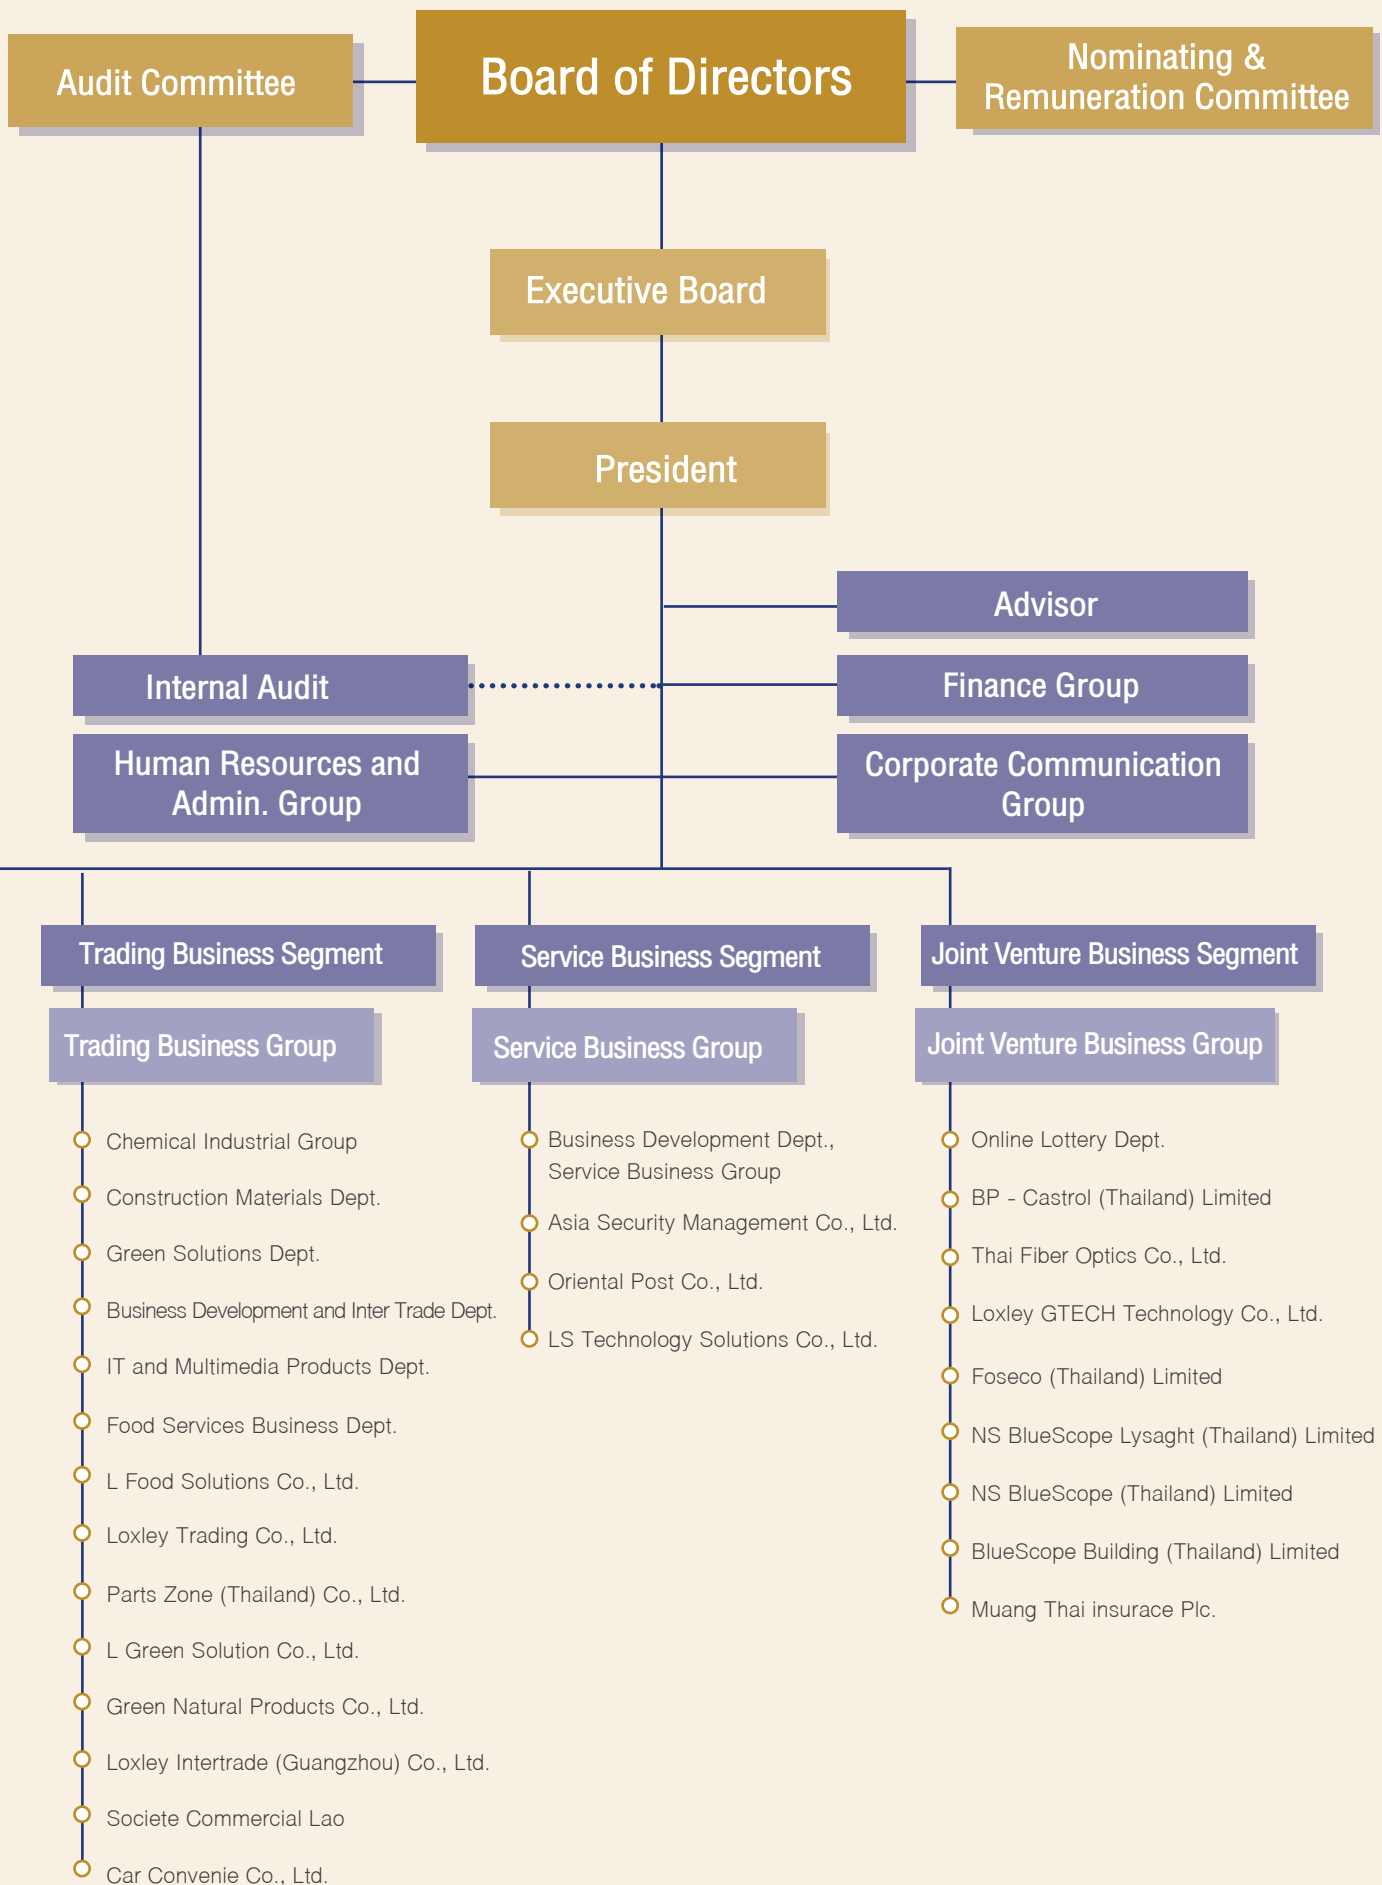 Audit Committee
Board of Directors
Nominating &
Remuneration Committee
Executive Board
President
Advisor
Internal Audit
Finance Group
Human Resources and
Admin. Group
Corporate Communication
Group
Trading Business Segment
Trading Business Group
Chemical Industrial Group
Construction Materials Dept.
Green Solutions Dept.
Business Development and Inter Trade Dept.
IT and Multimedia Products Dept.
Food Services Business Dept.
L Food Solutions Co., Ltd.
Loxley Trading Co., Ltd.
Parts Zone (Thailand) Co., Ltd.
L Green Solution Co., Ltd.
Green Natural Products Co., Ltd.
Loxley Intertrade (Guangzhou) Co., Ltd.
Societe Commercial Lao
Car Convenie Co., Ltd.
Service Business Segment
Service Business Group
Business Development Dept.,
Service Business Group
Asia Security Management Co., Ltd.
Oriental Post Co., Ltd.
LS Technology Solutions Co., Ltd.
Joint Venture Business Segment
Joint Venture Business Group
Online Lottery Dept.
BP - Castrol (Thailand) Limited
Thai Fiber Optics Co., Ltd.
Loxley GTECH Technology Co., Ltd.
Foseco (Thailand) Limited
NS BlueScope Lysaght (Thailand) Limited
NS BlueScope (Thailand) Limited
BlueScope Building (Thailand) Limited
Muang Thai insurace Plc.